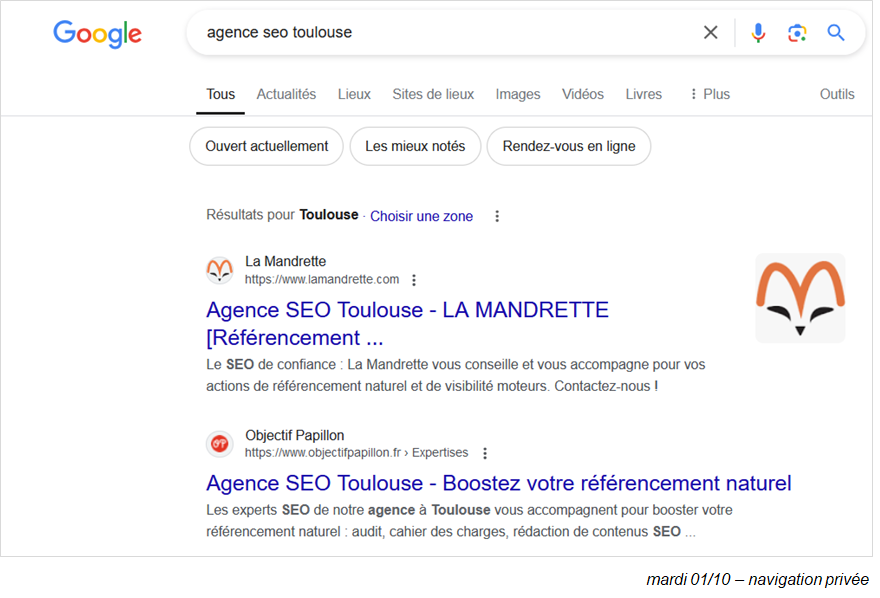 Google
agence seo toulouse
Tous Actualités Lieux Sites de lieux Images Vidéos Livres Plus Outils
Ouvert actuellement Les mieux notés Rendez-vous en ligne
Résultats pour Toulouse · Choisir une zone
La Mandrette
https://www.lamandrette.com
Agence SEO Toulouse - LA MANDRETTE
[Référencement ...
Le SEO de confiance : La Mandrette vous conseille et vous accompagne pour vos
actions de référencement naturel et de visibilité moteurs. Contactez-nous !
OP
Objectif Papillon
https://www.objectifpapillon.fr › Expertises
Agence SEO Toulouse - Boostez votre référencement naturel
Les experts SEO de notre agence à Toulouse vous accompagnent pour booster votre
référencement naturel : audit, cahier des charges, rédaction de contenus SEO ...
mardi 01/10 – navigation privée